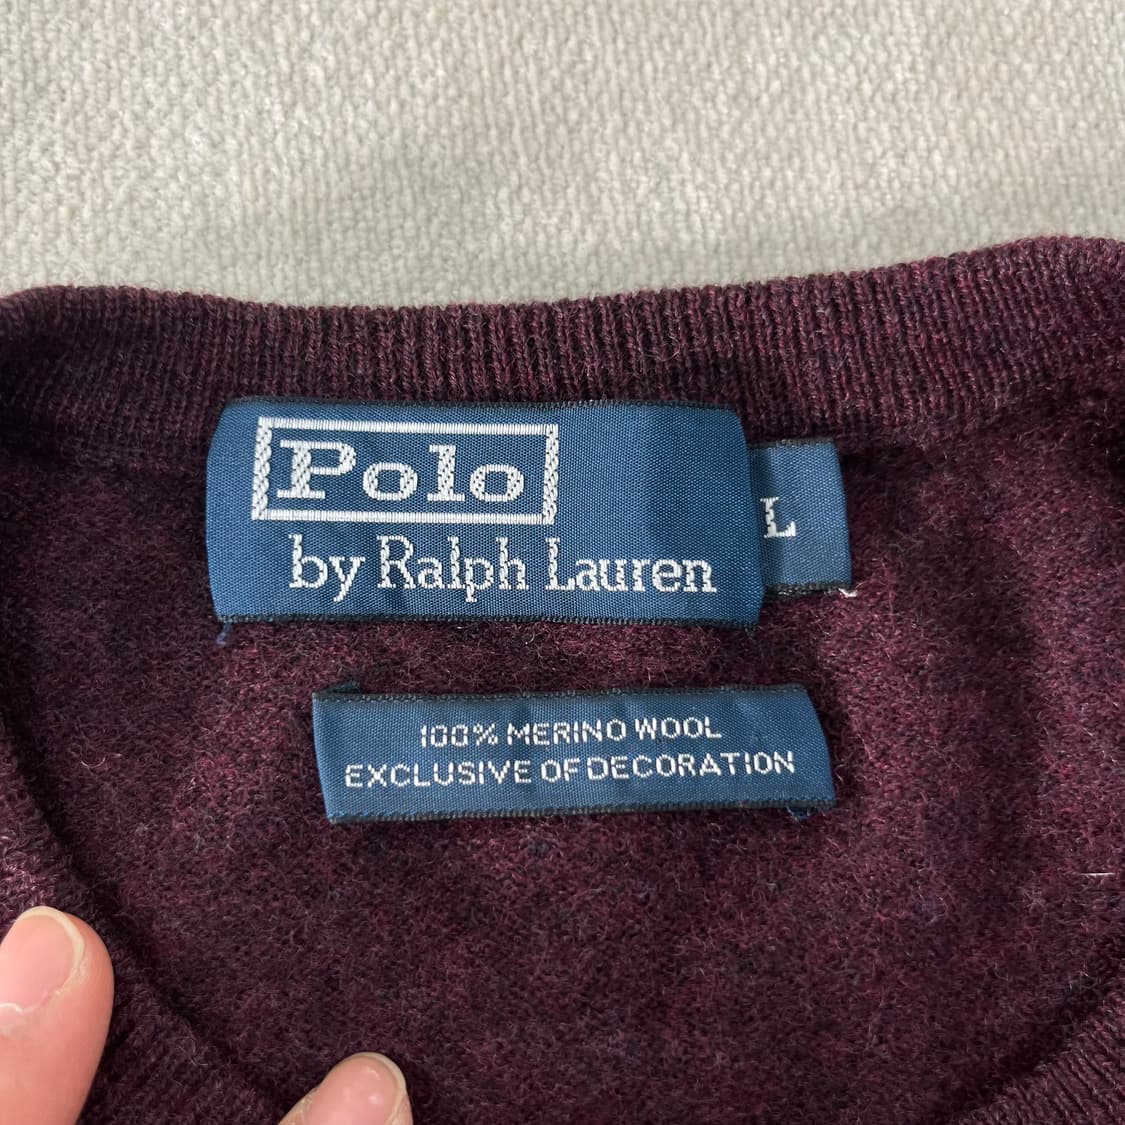 Polo
by Ralph Lauren
L
100% MERINO WOOL
EXCLUSIVE OF DECORATION